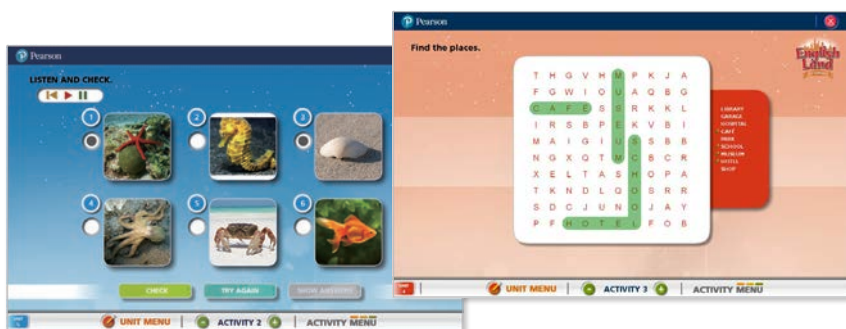 Pearson
LISTEN AND CHECK.
1
2
3
4
5
6
CHECK
TRY AGAIN
SHOW ANSWERS
UNIT MENU
ACTIVITY 2
ACTIVITY MENU
Pearson
Find the places.
English
Land
T H G V H M P K J A
F G W I O U A Q B G
C A F E S S R K K L
I R S B P E K V B I
M A I G I U S S B B
N G X Q T M C B C R
X E L T A S H O P A
T K N D L Q O S R R
S D C J U N O J A Y
P F H O T E L F O B
LIBRARY
GARAGE
HOSPITAL
CAFÉ
PARK
SCHOOL
MUSEUM
HOTEL
SHOP
UNIT MENU
ACTIVITY 3
ACTIVITY MENU